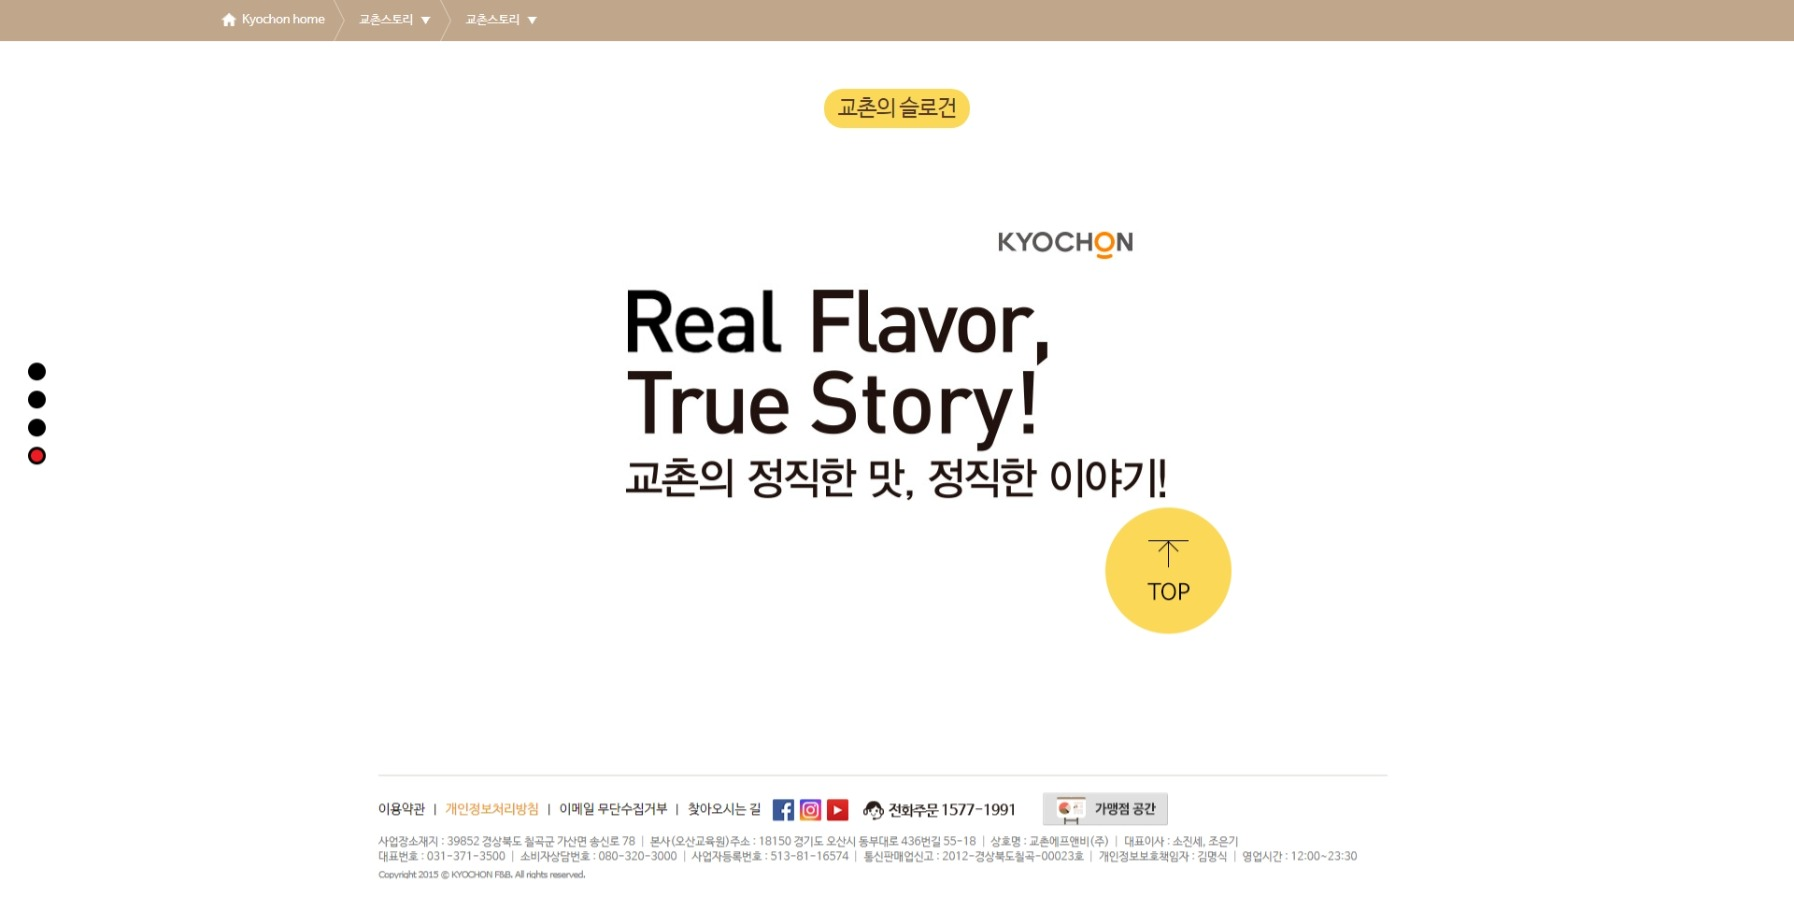 Kyochon home 교촌스토리 ▼ 교촌스토리 ▼
교촌의 슬로건
KYOCHON
Real Flavor,
True Story!
교촌의 정직한 맛, 정직한 이야기!
TOP
이용약관 | 개인정보처리방침 | 이메일 무단수집거부 | 찾아오시는 길 전화주문 1577-1991 가맹점 공간
사업장소재지 : 39852 경상북도 칠곡군 가산면 송신로 78 | 본사(오산교육원)주소 : 18150 경기도 오산시 동부대로 436번길 55-18 | 상호명 : 교촌에프앤비(주) | 대표이사 : 소진세, 조은기
대표번호 : 031-371-3500 | 소비자상담번호 : 080-320-3000 | 사업자등록번호 : 513-81-16574 | 통신판매업신고 : 2012-경상북도칠곡-00023호 | 개인정보보호책임자 : 김명식 | 영업시간 : 12:00~23:30
Copyright 2015 © KYOCHON F&B. All rights reserved.